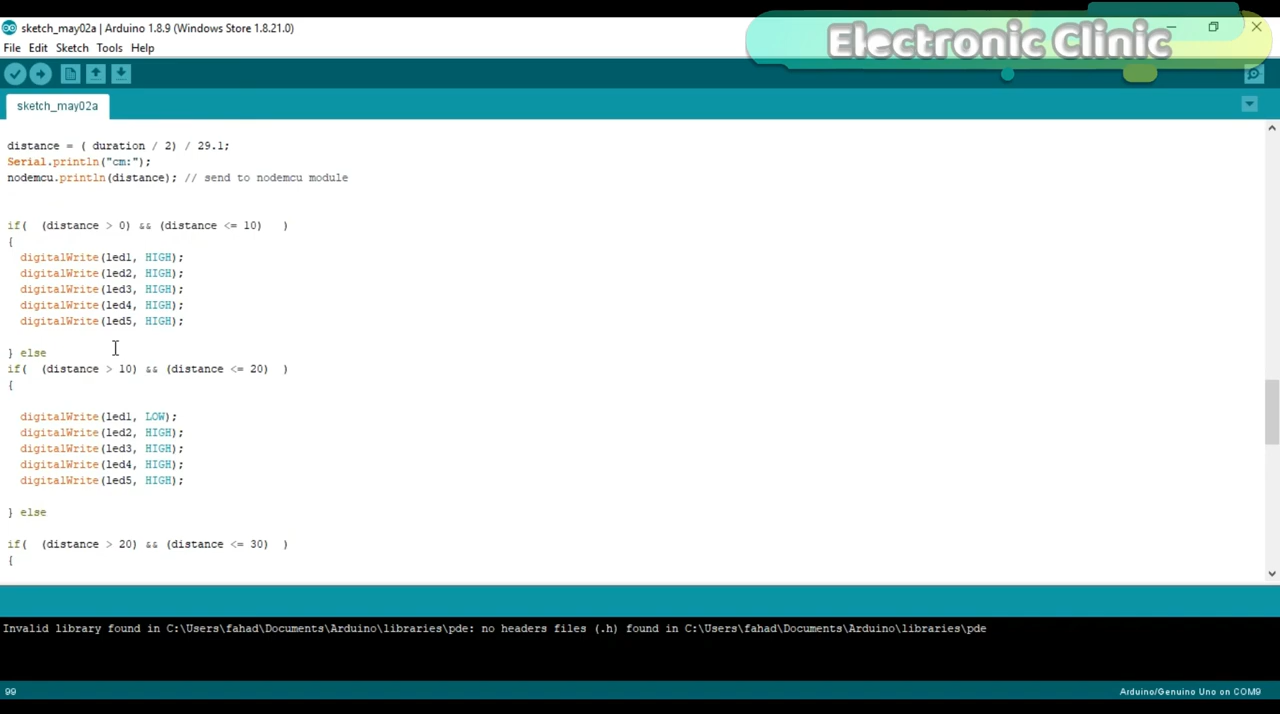 sketch_may02a | Arduino 1.8.9 (Windows Store 1.8.21.0)
Electronic Clinic
File Edit Sketch Tools Help
sketch_may02a
distance = ( duration / 2) / 29.1;
Serial.println("cm:");
nodemcu.println(distance); // send to nodemcu module
if(  (distance > 0) && (distance <= 10)   )
{
  digitalWrite(led1, HIGH);
  digitalWrite(led2, HIGH);
  digitalWrite(led3, HIGH);
  digitalWrite(led4, HIGH);
  digitalWrite(led5, HIGH);
} else
if(  (distance > 10) && (distance <= 20)  )
{
  digitalWrite(led1, LOW);
  digitalWrite(led2, HIGH);
  digitalWrite(led3, HIGH);
  digitalWrite(led4, HIGH);
  digitalWrite(led5, HIGH);
} else
if(  (distance > 20) && (distance <= 30)  )
{
Invalid library found in C:\Users\fahad\Documents\Arduino\libraries\pde: no headers files (.h) found in C:\Users\fahad\Documents\Arduino\libraries\pde
99
Arduino/Genuino Uno on COM9